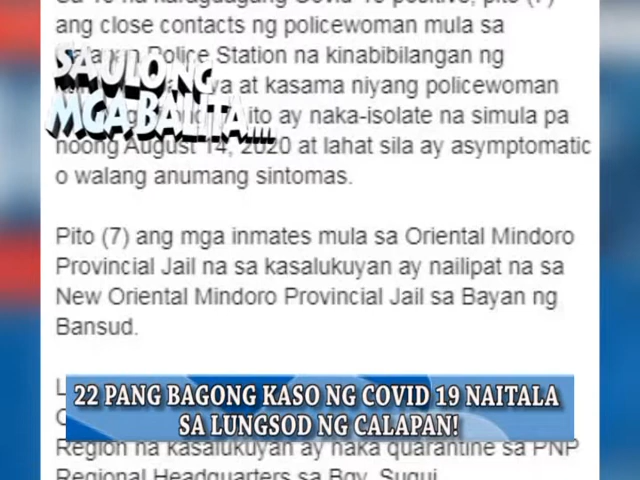 ang close contacts ng policewoman mula sa
Police Station na kinabibilangan ng
at kasama niyang policewoman
ito ay naka-isolate na simula pa
noong August 14, 2020 at lahat sila ay asymptomatic
o walang anumang sintomas.
SAULONG
MGA BALITA....
Pito (7) ang mga inmates mula sa Oriental Mindoro
Provincial Jail na sa kasalukuyan ay nailipat na sa
New Oriental Mindoro Provincial Jail sa Bayan ng
Bansud.
22 PANG BAGONG KASO NG COVID 19 NAITALA
SA LUNGSOD NG CALAPAN!
Region na kasalukuyan ay naka quarantine sa PNP
Regional Headquarters sa Bgy. Suqui.